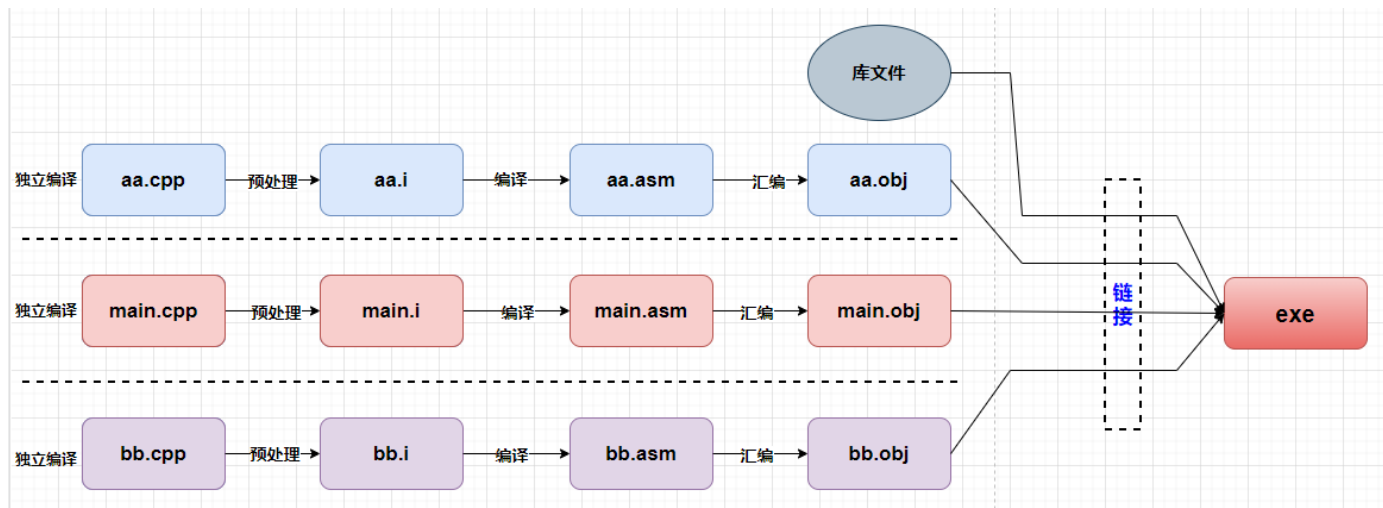 库文件
独立编译 aa.cpp 预处理 aa.i 编译 aa.asm 汇编 aa.obj
独立编译 main.cpp 预处理 main.i 编译 main.asm 汇编 main.obj
链接
exe
独立编译 bb.cpp 预处理 bb.i 编译 bb.asm 汇编 bb.obj